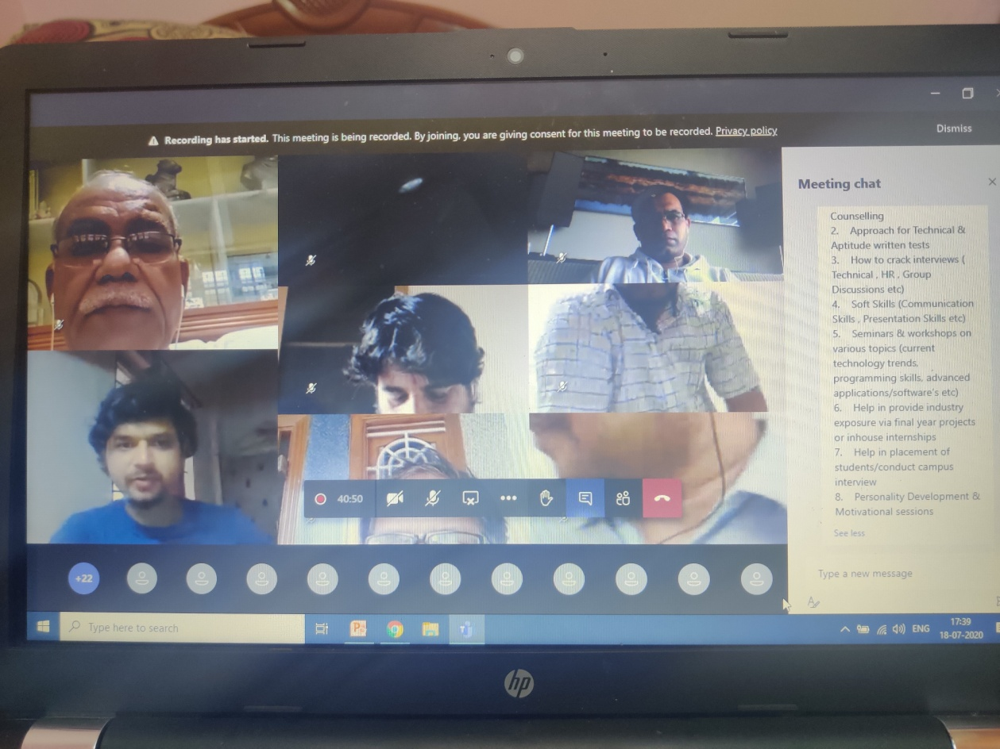 Recording has started. This meeting is being recorded. By joining, you are giving consent for this meeting to be recorded. Privacy policy
Dismiss
Meeting chat
Counselling
2. Approach for Technical &
Aptitude written tests
3. How to crack interviews (
Technical , HR , Group
Discussions etc)
4. Soft Skills (Communication
Skills , Presentation Skills etc)
5. Seminars & workshops on
various topics (current
technology trends.
programming skills, advanced
applications/software's etc)
6. Help in provide industry
exposure via final year projects
or inhouse internships
7. Help in placement of
students/conduct campus
interview
8. Personality Development &
Motivational sessions
See less
Type a new message
40:50
+22
Type here to search
ENG
17:39
18-07-2020
hp